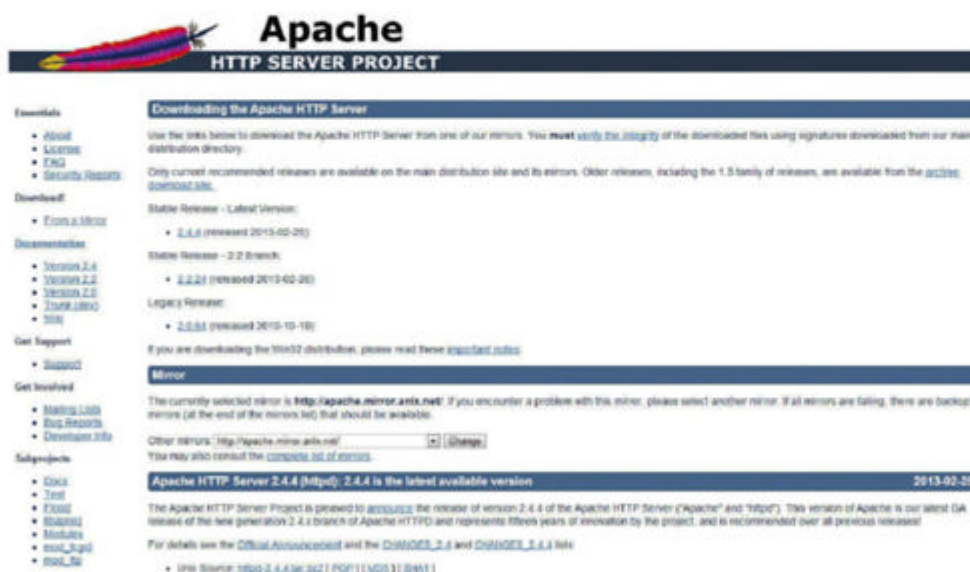 Apache
HTTP SERVER PROJECT
Essentials
About
License
FAQ
Security Reports
Download!
From a Mirror
Documentation
Version 2.4
Version 2.2
Version 2.0
Trunk (dev)
Wiki
Get Support
Support
Get Involved
Mailing Lists
Bug Reports
Developer Info
Subprojects
Docs
Test
Flood
libapreq
Modules
mod_fcgid
mod_ftp
Downloading the Apache HTTP Server
Use the links below to download the Apache HTTP Server from one of our mirrors. You must verify the integrity of the downloaded files using signatures downloaded from our main
distribution directory.
Only current recommended releases are available on the main distribution site and its mirrors. Older releases, including the 1.3 family of releases, are available from the archive
download site.
Stable Release - Latest Version:
2.4.4 (released 2013-02-25)
Stable Release - 2.2 Branch:
2.2.24 (released 2013-02-26)
Legacy Release:
2.0.64 (released 2010-10-19)
If you are downloading the Win32 distribution, please read these important notes.
Mirror
The currently selected mirror is http://apache.mirror.anlx.net/. If you encounter a problem with this mirror, please select another mirror. If all mirrors are failing, there are backup
mirrors (at the end of the mirrors list) that should be available.
Other mirrors: http://apache.mirror.anlx.net/ Change
You may also consult the complete list of mirrors.
Apache HTTP Server 2.4.4 (httpd): 2.4.4 is the latest available version 2013-02-25
The Apache HTTP Server Project is pleased to announce the release of version 2.4.4 of the Apache HTTP Server ("Apache" and "httpd"). This version of Apache is our latest GA
release of the new generation 2.4.x branch of Apache HTTPD and represents fifteen years of innovation by the project, and is recommended over all previous releases!
For details see the Official Announcement and the CHANGES_2.4 and CHANGES_2.4.4 lists
Unix Source: httpd-2.4.4.tar.bz2 [ PGP ] [ MD5 ] [ SHA1 ]